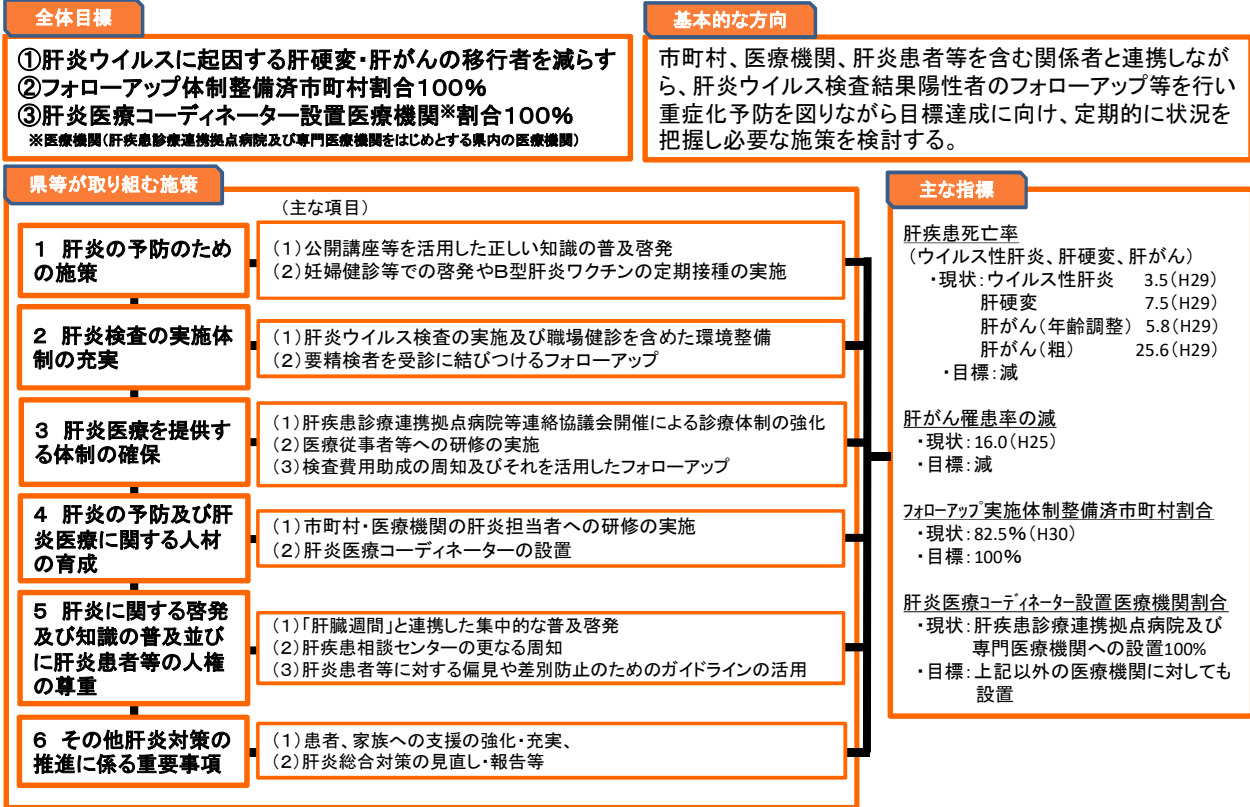 全体目標
①肝炎ウイルスに起因する肝硬変・肝がんの移行者を減らす
②フォローアップ体制整備済市町村割合100%
③肝炎医療コーディネーター設置医療機関※割合100%
※医療機関(肝疾患診療連携拠点病院及び専門医療機関をはじめとする県内の医療機関)
基本的な方向
市町村、医療機関、肝炎患者等を含む関係者と連携しなが
ら、肝炎ウイルス検査結果陽性者のフォローアップ等を行い
重症化予防を図りながら目標達成に向け、定期的に状況を
把握し必要な施策を検討する。
県等が取り組む施策
(主な項目)
1 肝炎の予防のため
の施策
(1)公開講座等を活用した正しい知識の普及啓発
(2)妊婦健診等での啓発やB型肝炎ワクチンの定期接種の実施
2 肝炎検査の実施体
制の充実
(1)肝炎ウイルス検査の実施及び職場健診を含めた環境整備
(2)要精検者を受診に結びつけるフォローアップ
3 肝炎医療を提供す
る体制の確保
(1)肝疾患診療連携拠点病院等連絡協議会開催による診療体制の強化
(2)医療従事者等への研修の実施
(3)検査費用助成の周知及びそれを活用したフォローアップ
4 肝炎の予防及び肝
炎医療に関する人材
の育成
(1)市町村・医療機関の肝炎担当者への研修の実施
(2)肝炎医療コーディネーターの設置
5 肝炎に関する啓発
及び知識の普及並び
に肝炎患者等の人権
の尊重
(1)「肝臓週間」と連携した集中的な普及啓発
(2)肝疾患相談センターの更なる周知
(3)肝炎患者等に対する偏見や差別防止のためのガイドラインの活用
6 その他肝炎対策の
推進に係る重要事項
(1)患者、家族への支援の強化・充実、
(2)肝炎総合対策の見直し・報告等
主な指標
肝疾患死亡率
(ウイルス性肝炎、肝硬変、肝がん)
・現状:ウイルス性肝炎 3.5(H29)
肝硬変 7.5(H29)
肝がん(年齢調整) 5.8(H29)
肝がん(粗) 25.6(H29)
・目標:減
肝がん罹患率の減
・現状:16.0(H25)
・目標:減
フォローアップ実施体制整備済市町村割合
・現状:82.5%(H30)
・目標:100%
肝炎医療コーディネーター設置医療機関割合
・現状:肝疾患診療連携拠点病院及び
専門医療機関への設置100%
・目標:上記以外の医療機関に対しても
設置